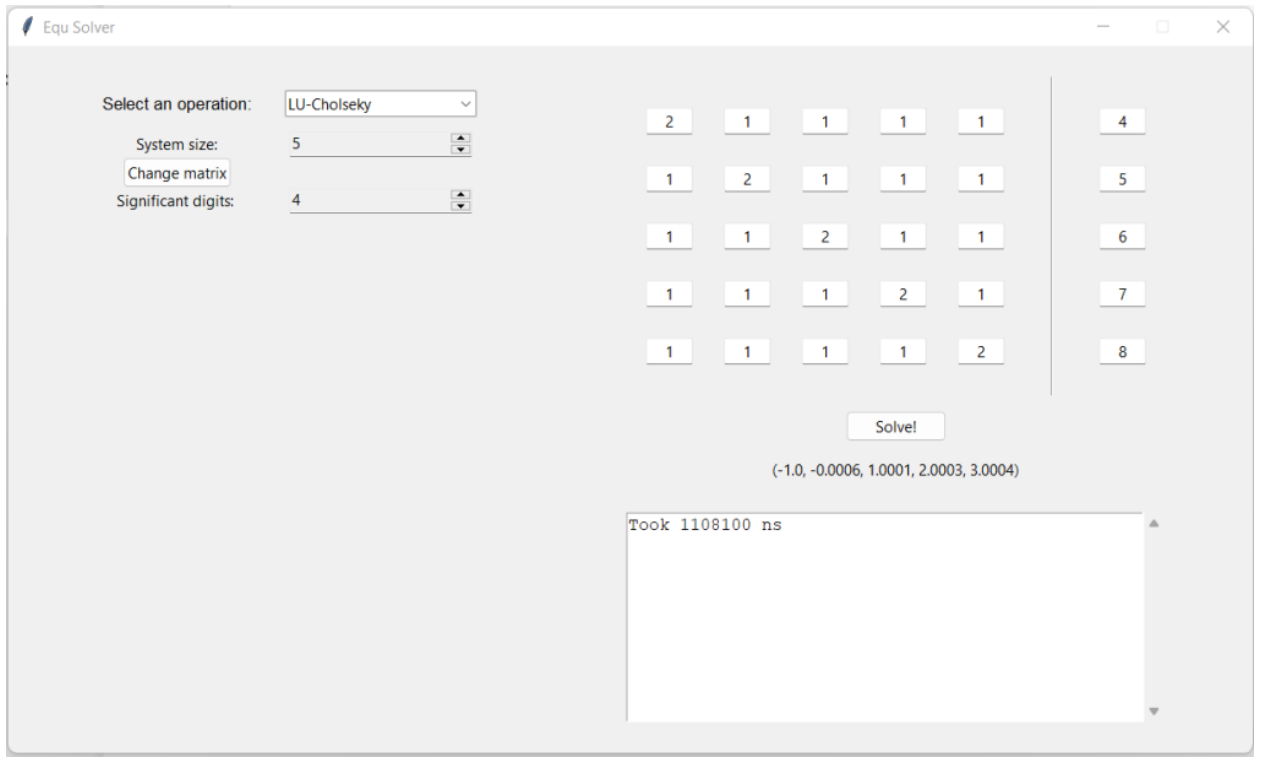 Equ Solver
Select an operation: LU-Cholseky
System size: 5
Change matrix
Significant digits: 4
2 1 1 1 1 4
1 2 1 1 1 5
1 1 2 1 1 6
1 1 1 2 1 7
1 1 1 1 2 8
Solve!
(-1.0, -0.0006, 1.0001, 2.0003, 3.0004)
Took 1108100 ns